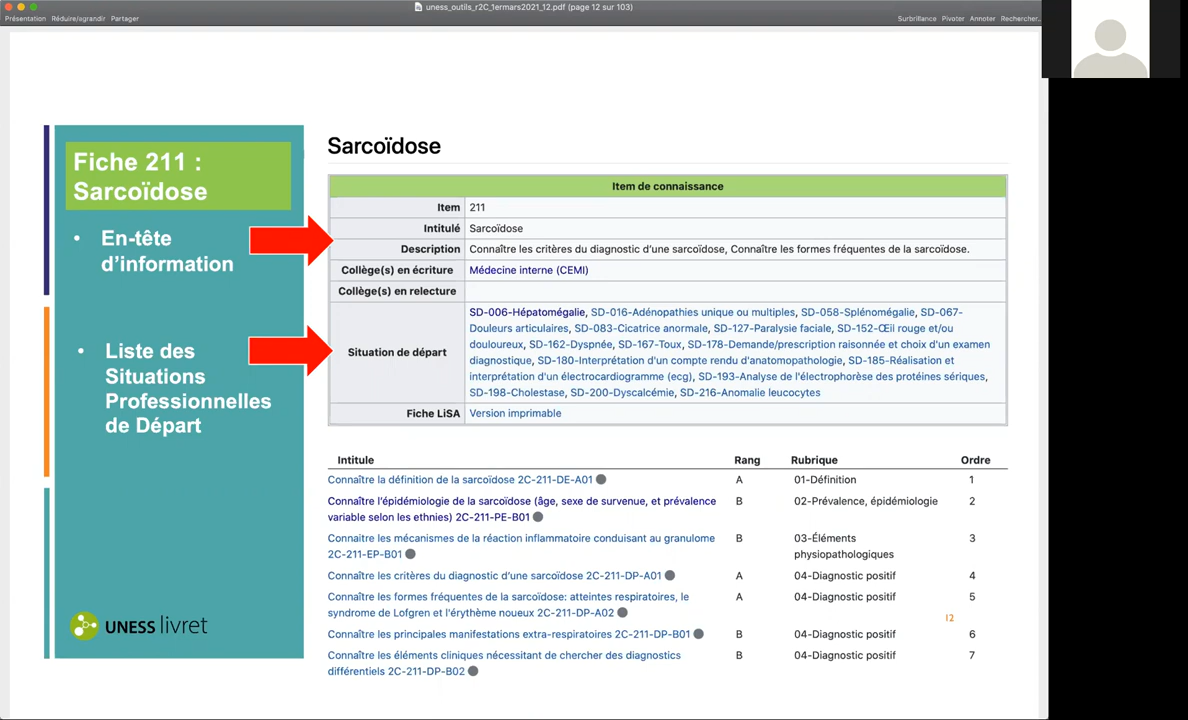 uness_outils_r2C_1ermars2021_12.pdf (page 12 sur 103)
Présentation Réduire/agrandir Partager
Surbrillance Pivoter Annoter Rechercher...
Fiche 211 :
Sarcoïdose
• En-tête
d'information
• Liste des
Situations
Professionnelles
de Départ
UNESS livret
Sarcoïdose
Item de connaissance
Item 211
Intitulé Sarcoïdose
Description Connaître les critères du diagnostic d'une sarcoïdose, Connaître les formes fréquentes de la sarcoïdose.
Collège(s) en écriture Médecine interne (CEMI)
Collège(s) en relecture
Situation de départ
SD-006-Hépatomégalie, SD-016-Adénopathies unique ou multiples, SD-058-Splénomégalie, SD-067-
Douleurs articulaires, SD-083-Cicatrice anormale, SD-127-Paralysie faciale, SD-152-Œil rouge et/ou
douloureux, SD-162-Dyspnée, SD-167-Toux, SD-178-Demande/prescription raisonnée et choix d'un examen
diagnostique, SD-180-Interprétation d'un compte rendu d'anatomopathologie, SD-185-Réalisation et
interprétation d'un électrocardiogramme (ecg), SD-193-Analyse de l'électrophorèse des protéines sériques,
SD-198-Cholestase, SD-200-Dyscalcémie, SD-216-Anomalie leucocytes
Fiche LiSA Version imprimable
Intitule Rang Rubrique Ordre
Connaître la définition de la sarcoïdose 2C-211-DE-A01 A 01-Définition 1
Connaître l'épidémiologie de la sarcoïdose (âge, sexe de survenue, et prévalence B 02-Prévalence, épidémiologie 2
variable selon les ethnies) 2C-211-PE-B01
Connaitre les mécanismes de la réaction inflammatoire conduisant au granulome B 03-Éléments 3
2C-211-EP-B01 physiopathologiques
Connaître les critères du diagnostic d'une sarcoïdose 2C-211-DP-A01 A 04-Diagnostic positif 4
Connaître les formes fréquentes de la sarcoïdose: atteintes respiratoires, le A 04-Diagnostic positif 5
syndrome de Lofgren et l'érythème noueux 2C-211-DP-A02
12
Connaître les principales manifestations extra-respiratoires 2C-211-DP-B01 B 04-Diagnostic positif 6
Connaître les éléments cliniques nécessitant de chercher des diagnostics B 04-Diagnostic positif 7
différentiels 2C-211-DP-B02